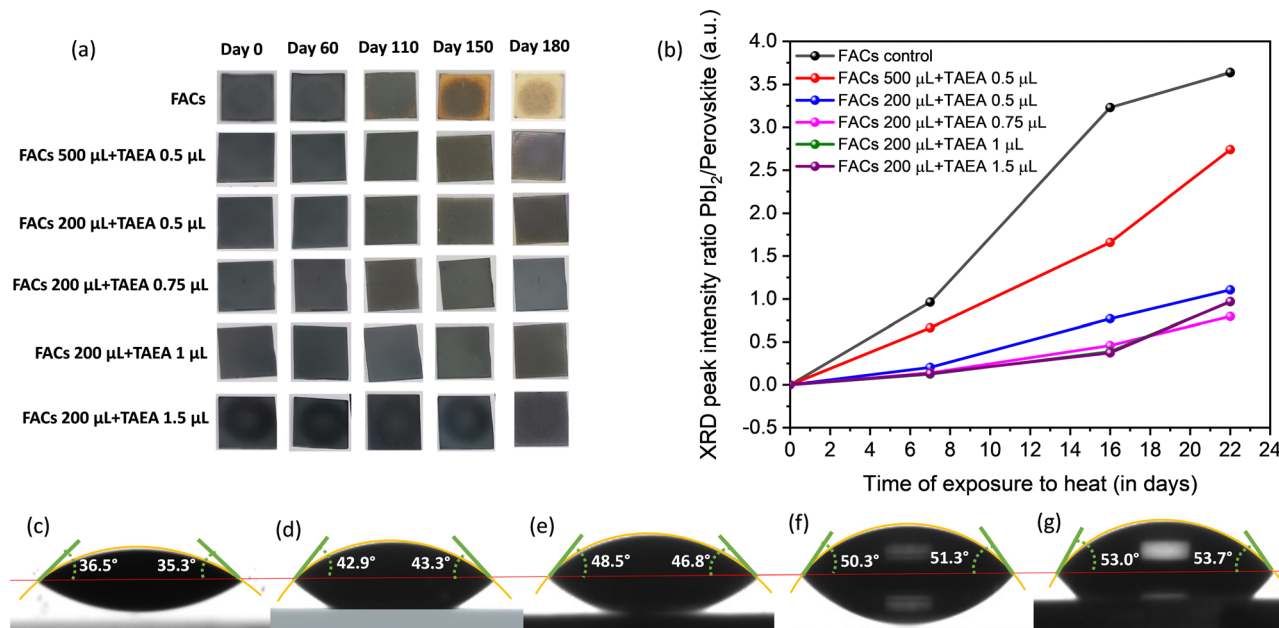 (a)
Day 0 Day 60 Day 110 Day 150 Day 180
FACs
FACs 500 μL+TAEA 0.5 μL
FACs 200 μL+TAEA 0.5 μL
FACs 200 μL+TAEA 0.75 μL
FACs 200 μL+TAEA 1 μL
FACs 200 μL+TAEA 1.5 μL
(b)
XRD peak intensity ratio PbI₂/Perovskite (a.u.)
4.0
3.5
3.0
2.5
2.0
1.5
1.0
0.5
0.0
-0.5
FACs control
FACs 500 μL+TAEA 0.5 μL
FACs 200 μL+TAEA 0.5 μL
FACs 200 μL+TAEA 0.75 μL
FACs 200 μL+TAEA 1 μL
FACs 200 μL+TAEA 1.5 μL
0 2 4 6 8 10 12 14 16 18 20 22 24
Time of exposure to heat (in days)
(c)
36.5° 35.3°
(d)
42.9° 43.3°
(e)
48.5° 46.8°
(f)
50.3° 51.3°
(g)
53.0° 53.7°